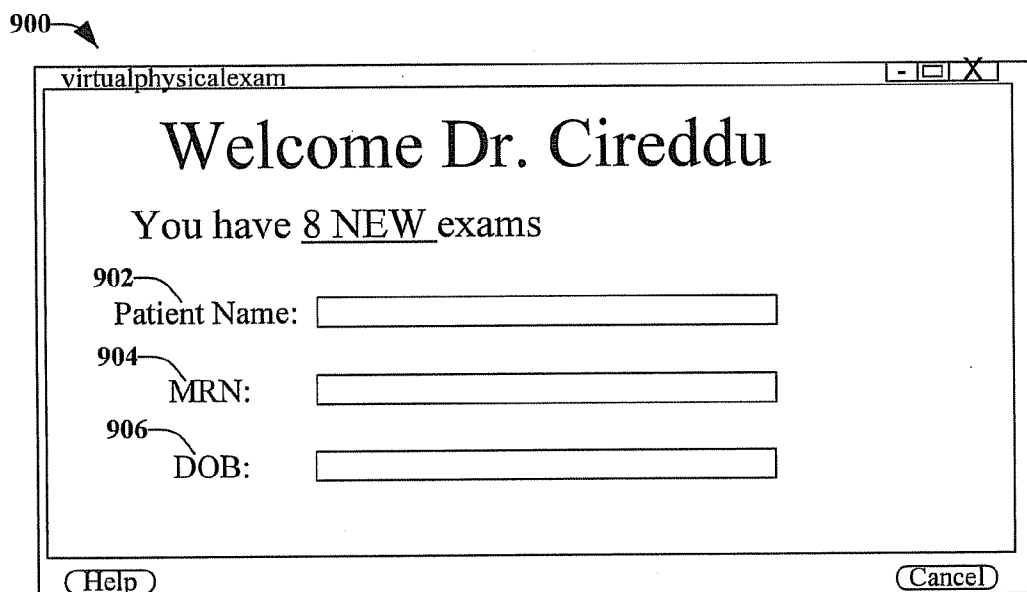 900
virtualphysicalexam - X
Welcome Dr. Cireddu
You have 8 NEW exams
902
Patient Name:
904
MRN:
906
DOB:
Help Cancel